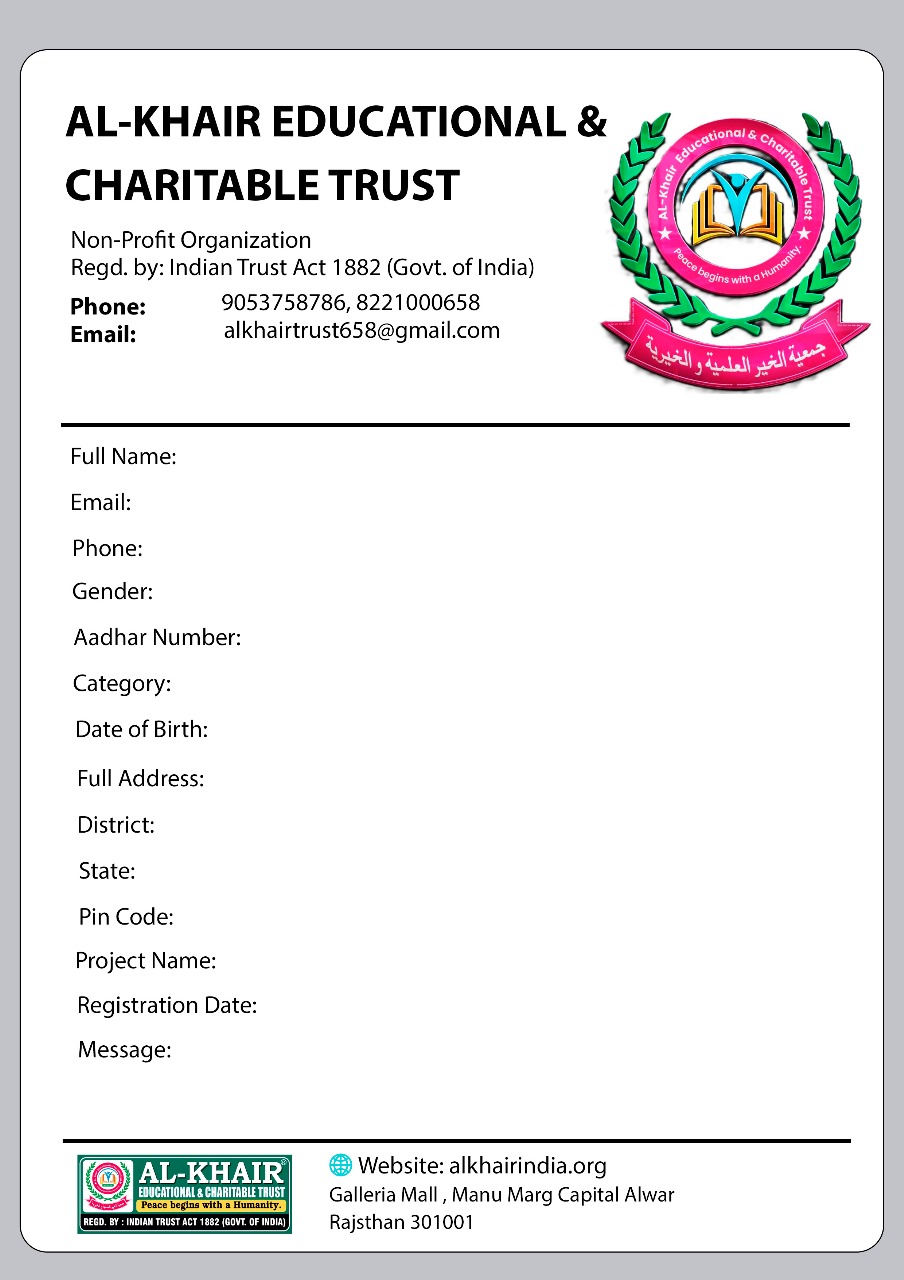 AL-KHAIR EDUCATIONAL &
CHARITABLE TRUST
Non-Profit Organization
Regd. by: Indian Trust Act 1882 (Govt. of India)
Phone: 9053758786, 8221000658
Email: alkhairtrust658@gmail.com
AL-Khair Educational & Charitable Trust
Peace begins with a Humanity.
جمعية الخير العلمية و الخيرية
Full Name:
Email:
Phone:
Gender:
Aadhar Number:
Category:
Date of Birth:
Full Address:
District:
State:
Pin Code:
Project Name:
Registration Date:
Message:
AL-KHAIR®
EDUCATIONAL & CHARITABLE TRUST
Peace begins with a Humanity.
REGD. BY : INDIAN TRUST ACT 1882 (GOVT. OF INDIA)
Website: alkhairindia.org
Galleria Mall , Manu Marg Capital Alwar
Rajsthan 301001